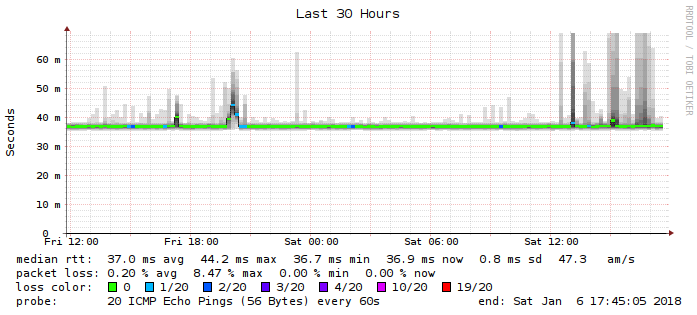 Last 30 Hours
RRDTOOL / TOBI OETIKER
Seconds
60 m
50 m
40 m
30 m
20 m
10 m
0
Fri 12:00 Fri 18:00 Sat 00:00 Sat 06:00 Sat 12:00
median rtt: 37.0 ms avg 44.2 ms max 36.7 ms min 36.9 ms now 0.8 ms sd 47.3 am/s
packet loss: 0.20 % avg 8.47 % max 0.00 % min 0.00 % now
loss color: 0 1/20 2/20 3/20 4/20 10/20 19/20
probe: 20 ICMP Echo Pings (56 Bytes) every 60s end: Sat Jan 6 17:45:05 2018